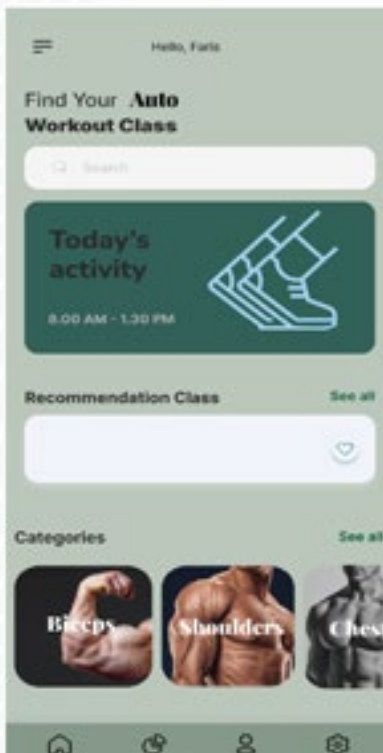 Hello, Faris
Find Your Auto
Workout Class
Search
Today's
activity
8.00 AM - 1.30 PM
Recommendation Class See all
Categories See all
Biceps Shoulders Chest